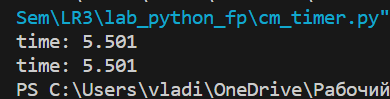 Sem\LR3\lab_python_fp\cm_timer.py"
time: 5.501
time: 5.501
PS C:\Users\vladi\OneDrive\Рабочий